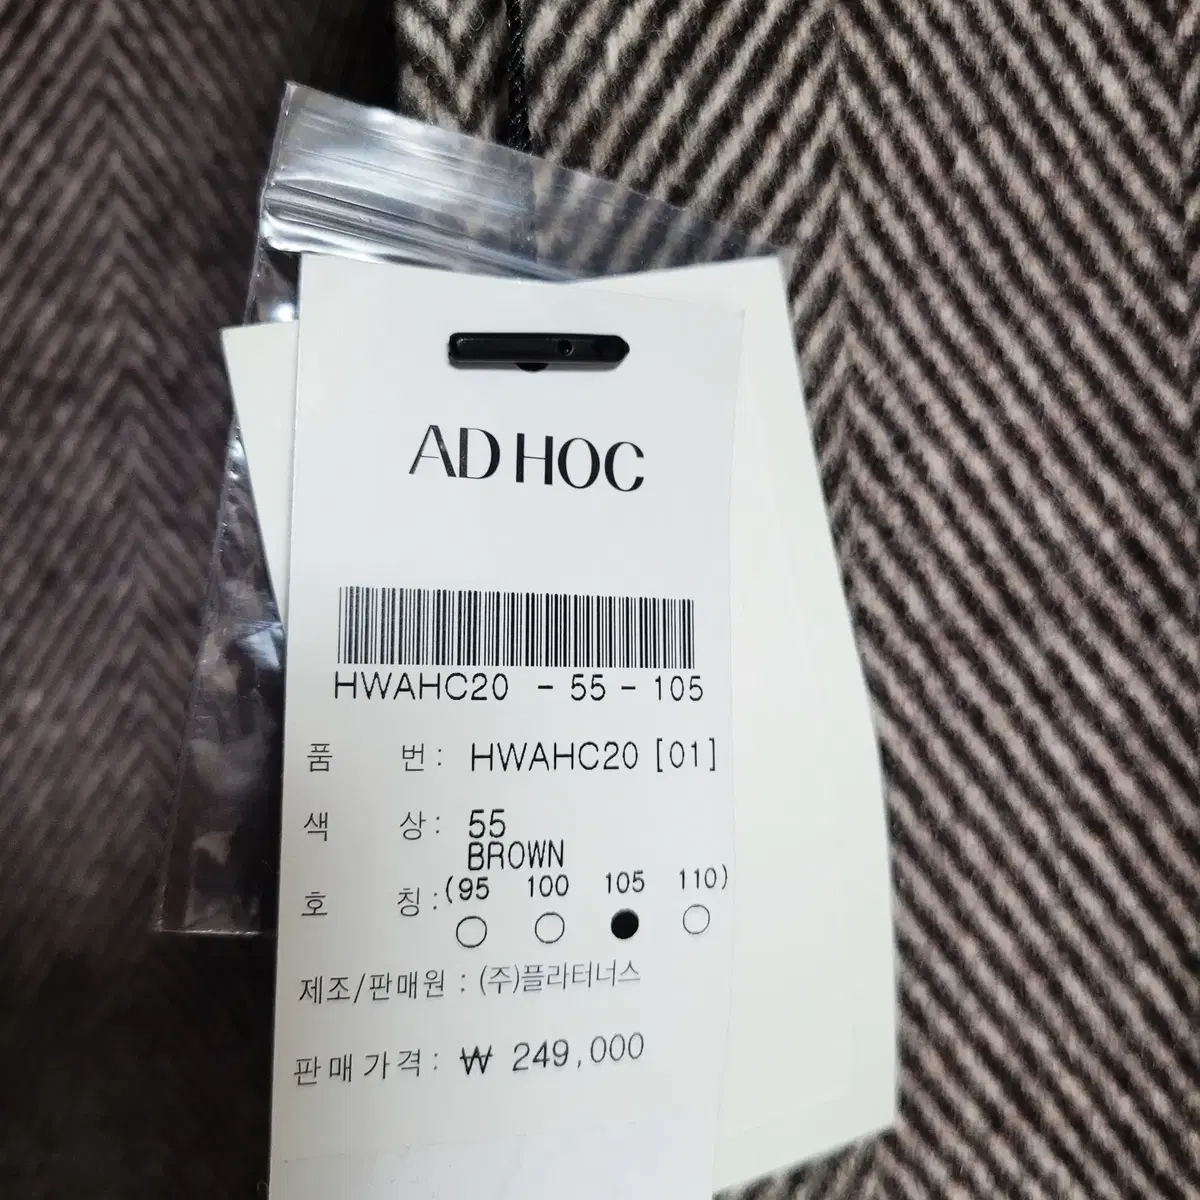 AD HOC
HWAHC20 - 55 - 105
품 번 : HWAHC20 [01]
색 상 : 55
BROWN
호 칭 : (95 100 105 110)
제조/판매원 : (주)플라터너스
판매가격 : ₩ 249,000